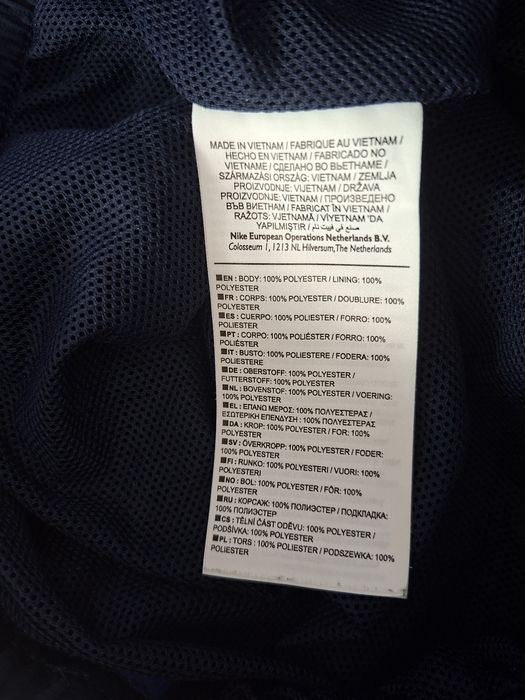 MADE IN VIETNAM / FABRIQUE AU VIETNAM /
HECHO EN VIETNAM / FABRICADO NO
VIETNAME / СДЕЛАНО ВО ВЬЕТНАМЕ /
SZÁRMAZÁSI ORSZÁG: VIETNAM / ZEMLJA
PROIZVODNJE: VIJETNAM / DRŽAVA
PROIZVODNJE: VIETNAM / ПРОИЗВЕДЕНО
ВЪВ ВИЕТНАМ / FABRICAT ÎN VIETNAM /
RAŽOTS: VJETNAMĀ / VİYETNAM 'DA
YAPILMIŞTIR / صنع في فييت نام
Nike European Operations Netherlands B.V.
Colosseum 1, 1213 NL Hilversum, The Netherlands
■EN : BODY: 100% POLYESTER / LINING: 100%
POLYESTER
■FR : CORPS: 100% POLYESTER / DOUBLURE: 100%
POLYESTER
■ES : CUERPO: 100% POLIESTER / FORRO: 100%
POLIESTER
■PT : CORPO: 100% POLIÉSTER / FORRO: 100%
POLIÉSTER
■IT : BUSTO: 100% POLIESTERE / FODERA: 100%
POLIESTERE
■DE : OBERSTOFF: 100% POLYESTER /
FUTTERSTOFF: 100% POLYESTER
■NL : BOVENSTOF: 100% POLYESTER / VOERING:
100% POLYESTER
■EL : ΕΠΑΝΩ ΜΕΡΟΣ: 100% ΠΟΛΥΕΣΤΕΡΑΣ /
ΕΣΩΤΕΡΙΚΗ ΕΠΕΝΔΥΣΗ : 100% ΠΟΛΥΕΣΤΕΡΑΣ
■DA : KROP: 100% POLYESTER / FOR: 100%
POLYESTER
■SV : ÖVERKROPP: 100% POLYESTER / FODER:
100% POLYESTER
■FI : RUNKO: 100% POLYESTERI / VUORI: 100%
POLYESTERI
■NO : BOL: 100% POLYESTER / FÔR: 100%
POLYESTER
■RU : КОРСАЖ: 100% ПОЛИЭСТЕР / ПОДКЛАДКА:
100% ПОЛИЭСТЕР
■CS : TĚLNÍ ČÁST ODĚVU: 100% POLYESTER /
PODŠÍVKA: 100% POLYESTER
■PL : TORS : 100% POLIESTER / PODSZEWKA: 100%
POLIESTER